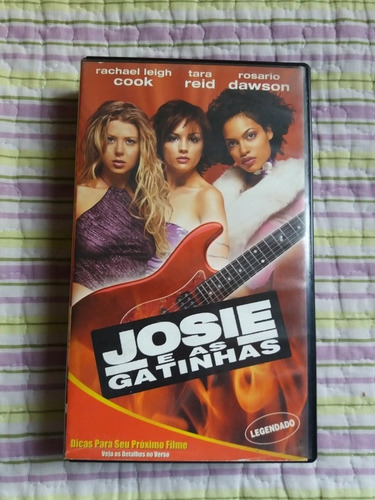 rachael leigh cook
tara reid
rosario dawson
JOSIE
E AS
GATINHAS
LEGENDADO
Dicas Para Seu Próximo Filme
Veja os Detalhes no Verso